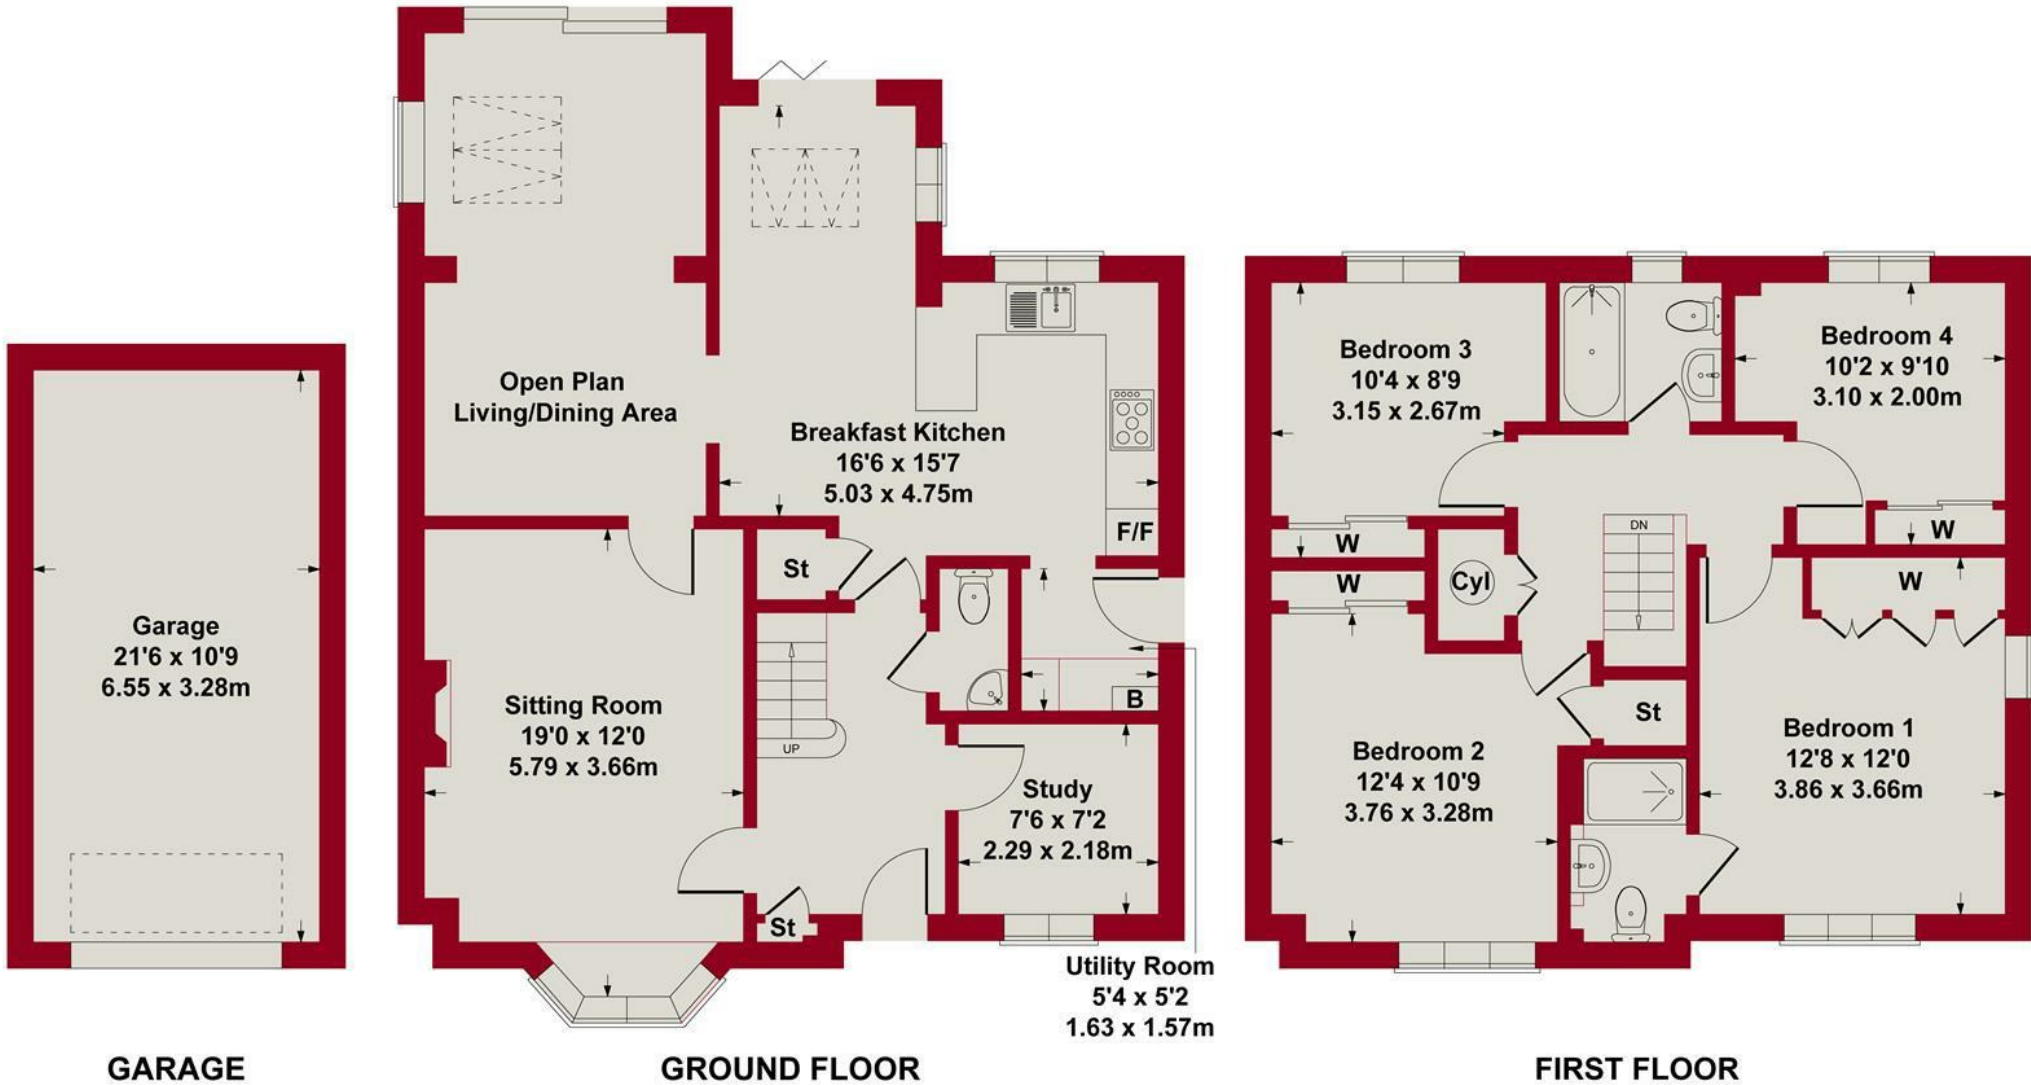 Garage
21'6 x 10'9
6.55 x 3.28m
GARAGE
Open Plan
Living/Dining Area
Breakfast Kitchen
16'6 x 15'7
5.03 x 4.75m
F/F
St
Sitting Room
19'0 x 12'0
5.79 x 3.66m
UP
B
Study
7'6 x 7'2
2.29 x 2.18m
St
Utility Room
5'4 x 5'2
1.63 x 1.57m
GROUND FLOOR
Bedroom 3
10'4 x 8'9
3.15 x 2.67m
Bedroom 4
10'2 x 9'10
3.10 x 2.00m
W
W
DN
W
Cyl
W
St
Bedroom 2
12'4 x 10'9
3.76 x 3.28m
Bedroom 1
12'8 x 12'0
3.86 x 3.66m
FIRST FLOOR